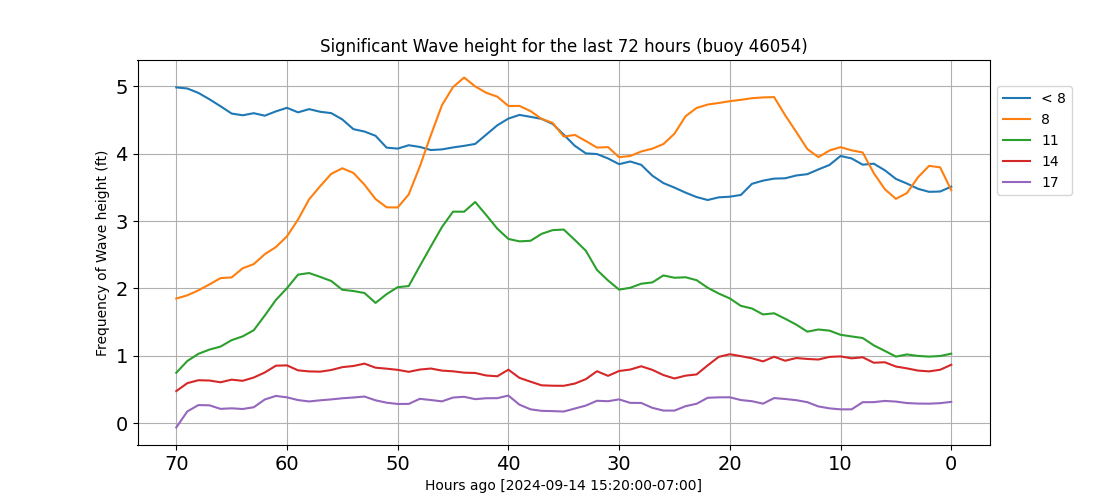 Significant Wave height for the last 72 hours (buoy 46054)
Frequency of Wave height (ft)
5
4
3
2
1
0
70 60 50 40 30 20 10 0
Hours ago [2024-09-14 15:20:00-07:00]
< 8
8
11
14
17